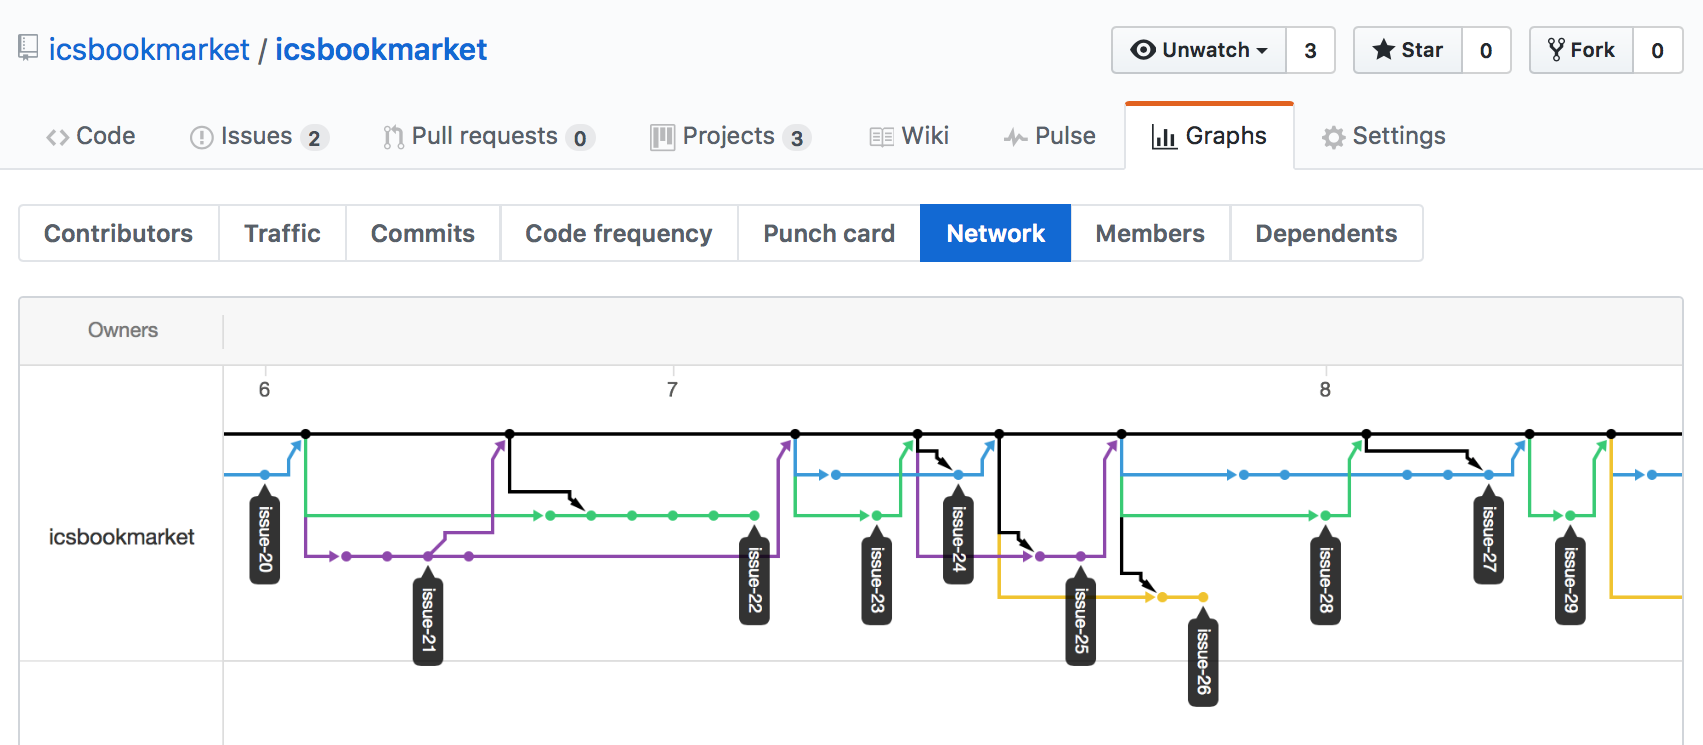 icsbookmarket / icsbookmarket
Unwatch 3
Star 0
Fork 0
Code
Issues 2
Pull requests 0
Projects 3
Wiki
Pulse
Graphs
Settings
Contributors
Traffic
Commits
Code frequency
Punch card
Network
Members
Dependents
Owners
6
7
8
icsbookmarket
issue-20
issue-21
issue-22
issue-23
issue-24
issue-25
issue-26
issue-28
issue-27
issue-29